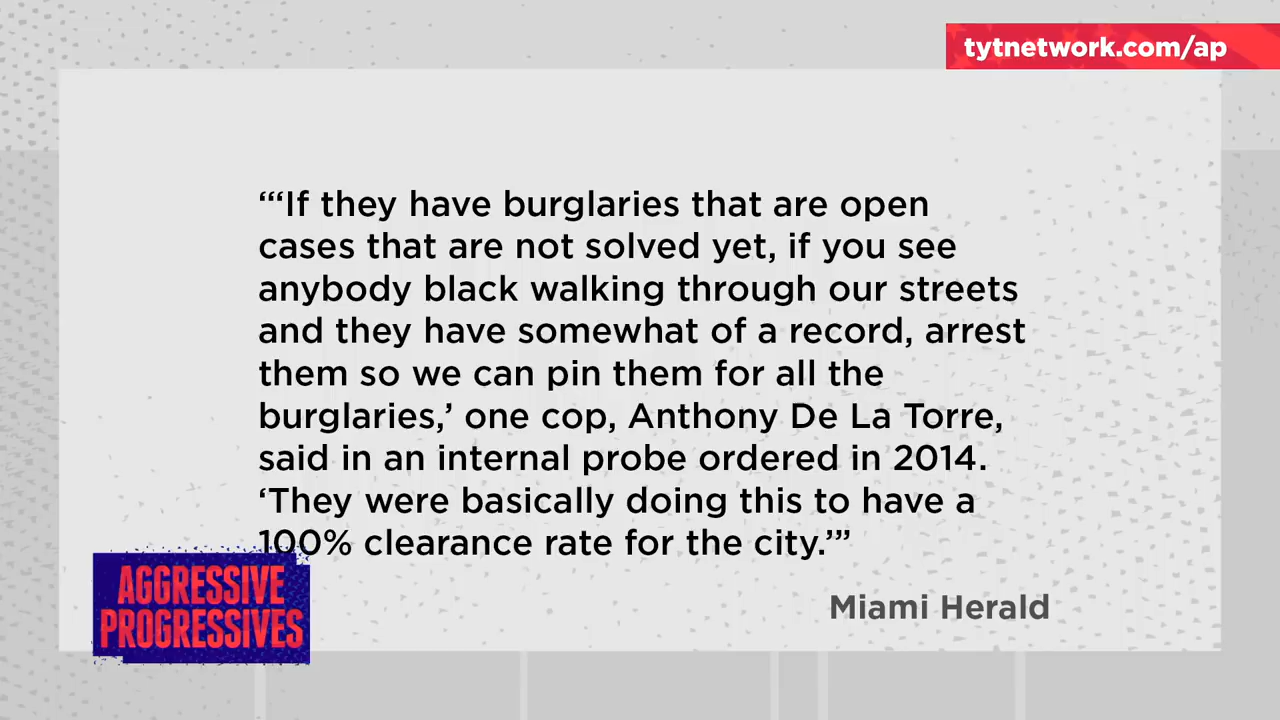 tytnetwork.com/ap
“‘If they have burglaries that are open
cases that are not solved yet, if you see
anybody black walking through our streets
and they have somewhat of a record, arrest
them so we can pin them for all the
burglaries,’ one cop, Anthony De La Torre,
said in an internal probe ordered in 2014.
‘They were basically doing this to have a
100% clearance rate for the city.’”
Miami Herald
AGGRESSIVE
PROGRESSIVES